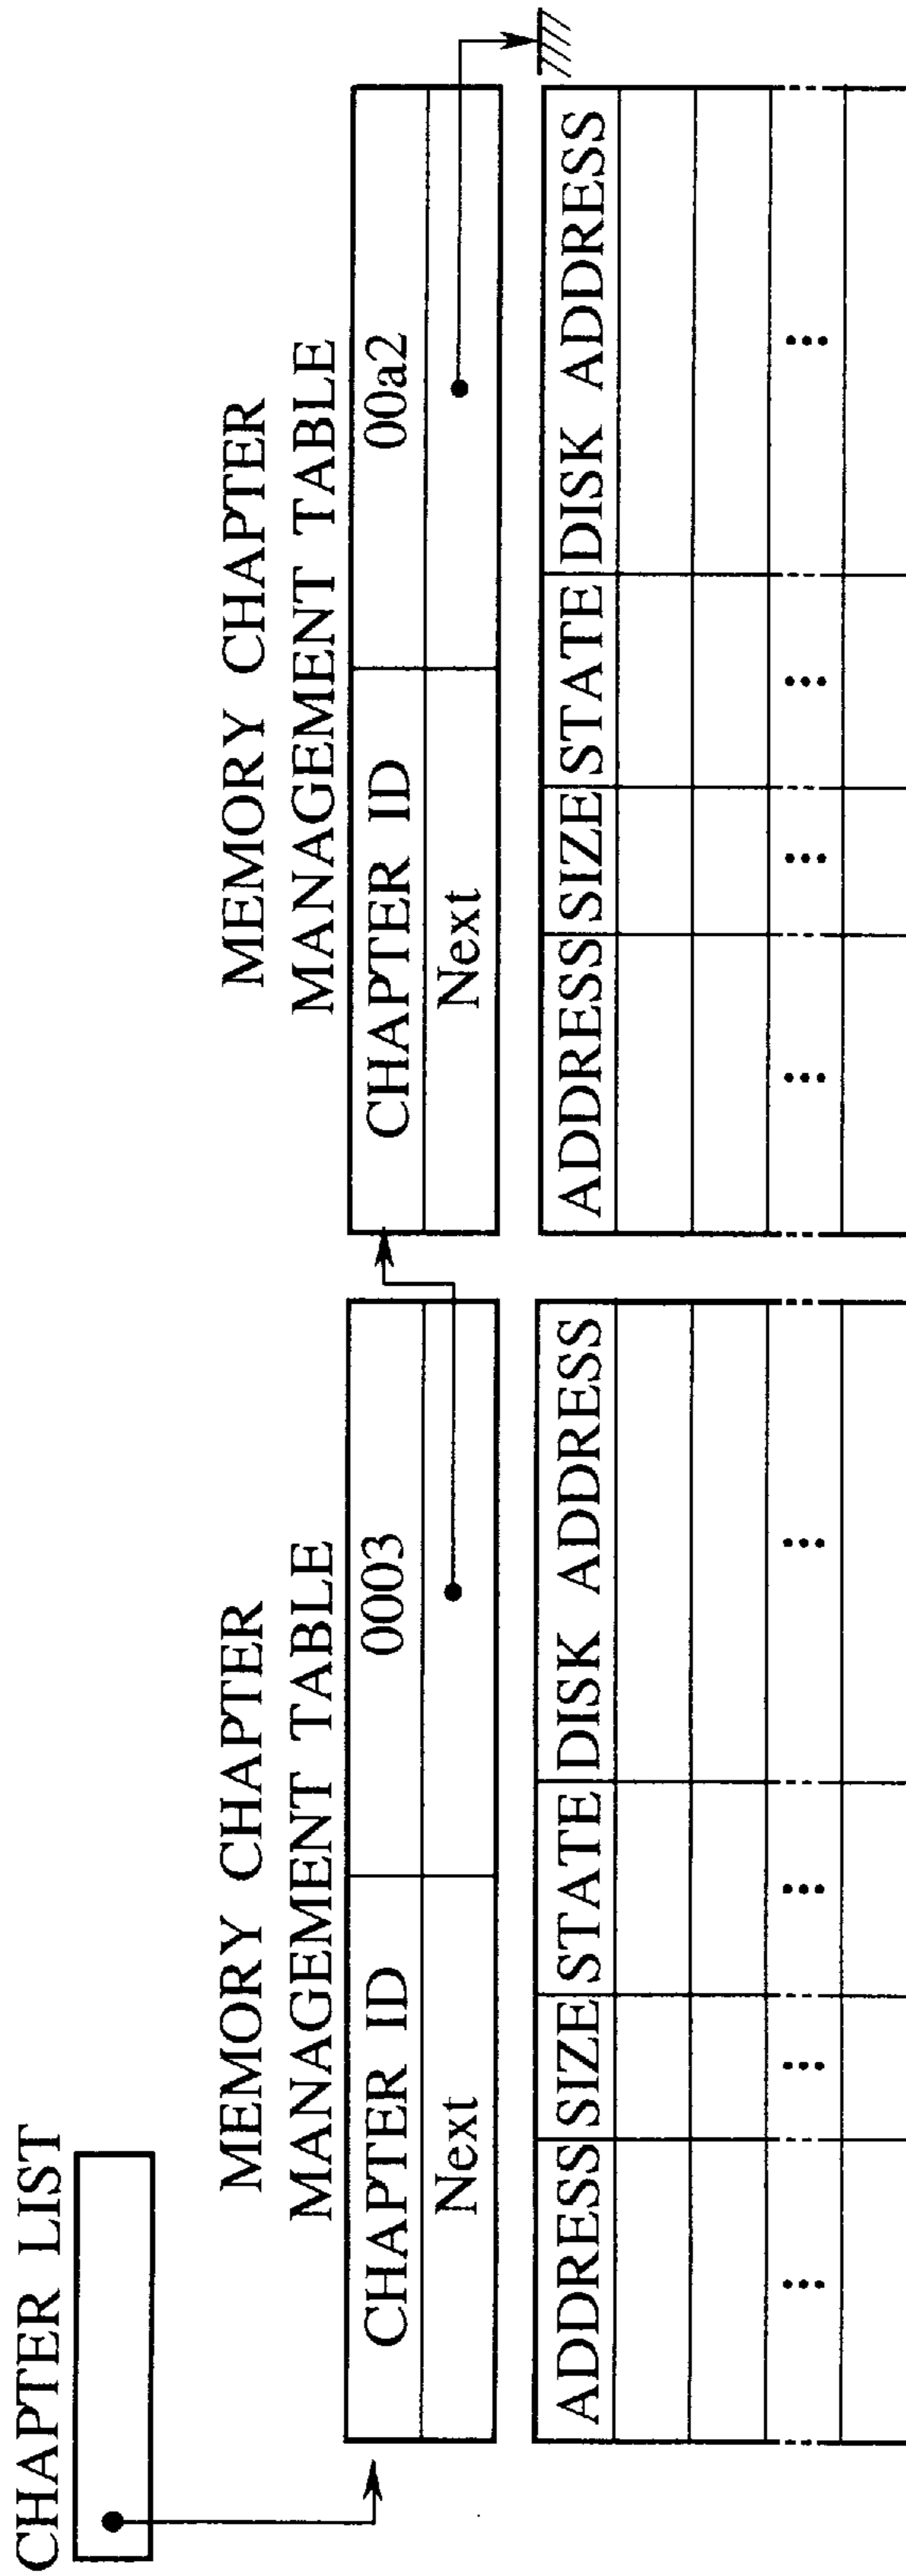 CHAPTER LIST
MEMORY CHAPTER
MANAGEMENT TABLE
CHAPTER ID 0003
Next
ADDRESS SIZE STATE DISK ADDRESS
... ... ... ...
MEMORY CHAPTER
MANAGEMENT TABLE
CHAPTER ID 00a2
Next
ADDRESS SIZE STATE DISK ADDRESS
... ... ... ...